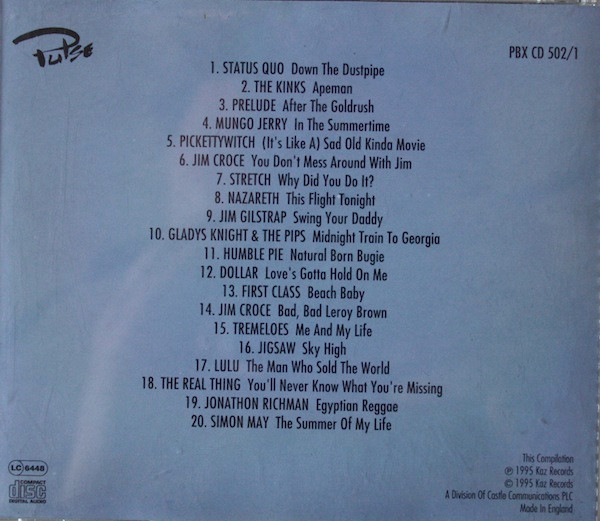 Pulse
PBX CD 502/1
1. STATUS QUO Down The Dustpipe
2. THE KINKS Apeman
3. PRELUDE After The Goldrush
4. MUNGO JERRY In The Summertime
5. PICKETTYWITCH (It's Like A) Sad Old Kinda Movie
6. JIM CROCE You Don't Mess Around With Jim
7. STRETCH Why Did You Do It?
8. NAZARETH This Flight Tonight
9. JIM GILSTRAP Swing Your Daddy
10. GLADYS KNIGHT & THE PIPS Midnight Train To Georgia
11. HUMBLE PIE Natural Born Bugie
12. DOLLAR Love's Gotta Hold On Me
13. FIRST CLASS Beach Baby
14. JIM CROCE Bad, Bad Leroy Brown
15. TREMELOES Me And My Life
16. JIGSAW Sky High
17. LULU The Man Who Sold The World
18. THE REAL THING You'll Never Know What You're Missing
19. JONATHON RICHMAN Egyptian Reggae
20. SIMON MAY The Summer Of My Life
LC 6448
COMPACT
disc
DIGITAL AUDIO
This Compilation
℗ 1995 Kaz Records
© 1995 Kaz Records
A Division Of Castle Communications PLC
Made In England